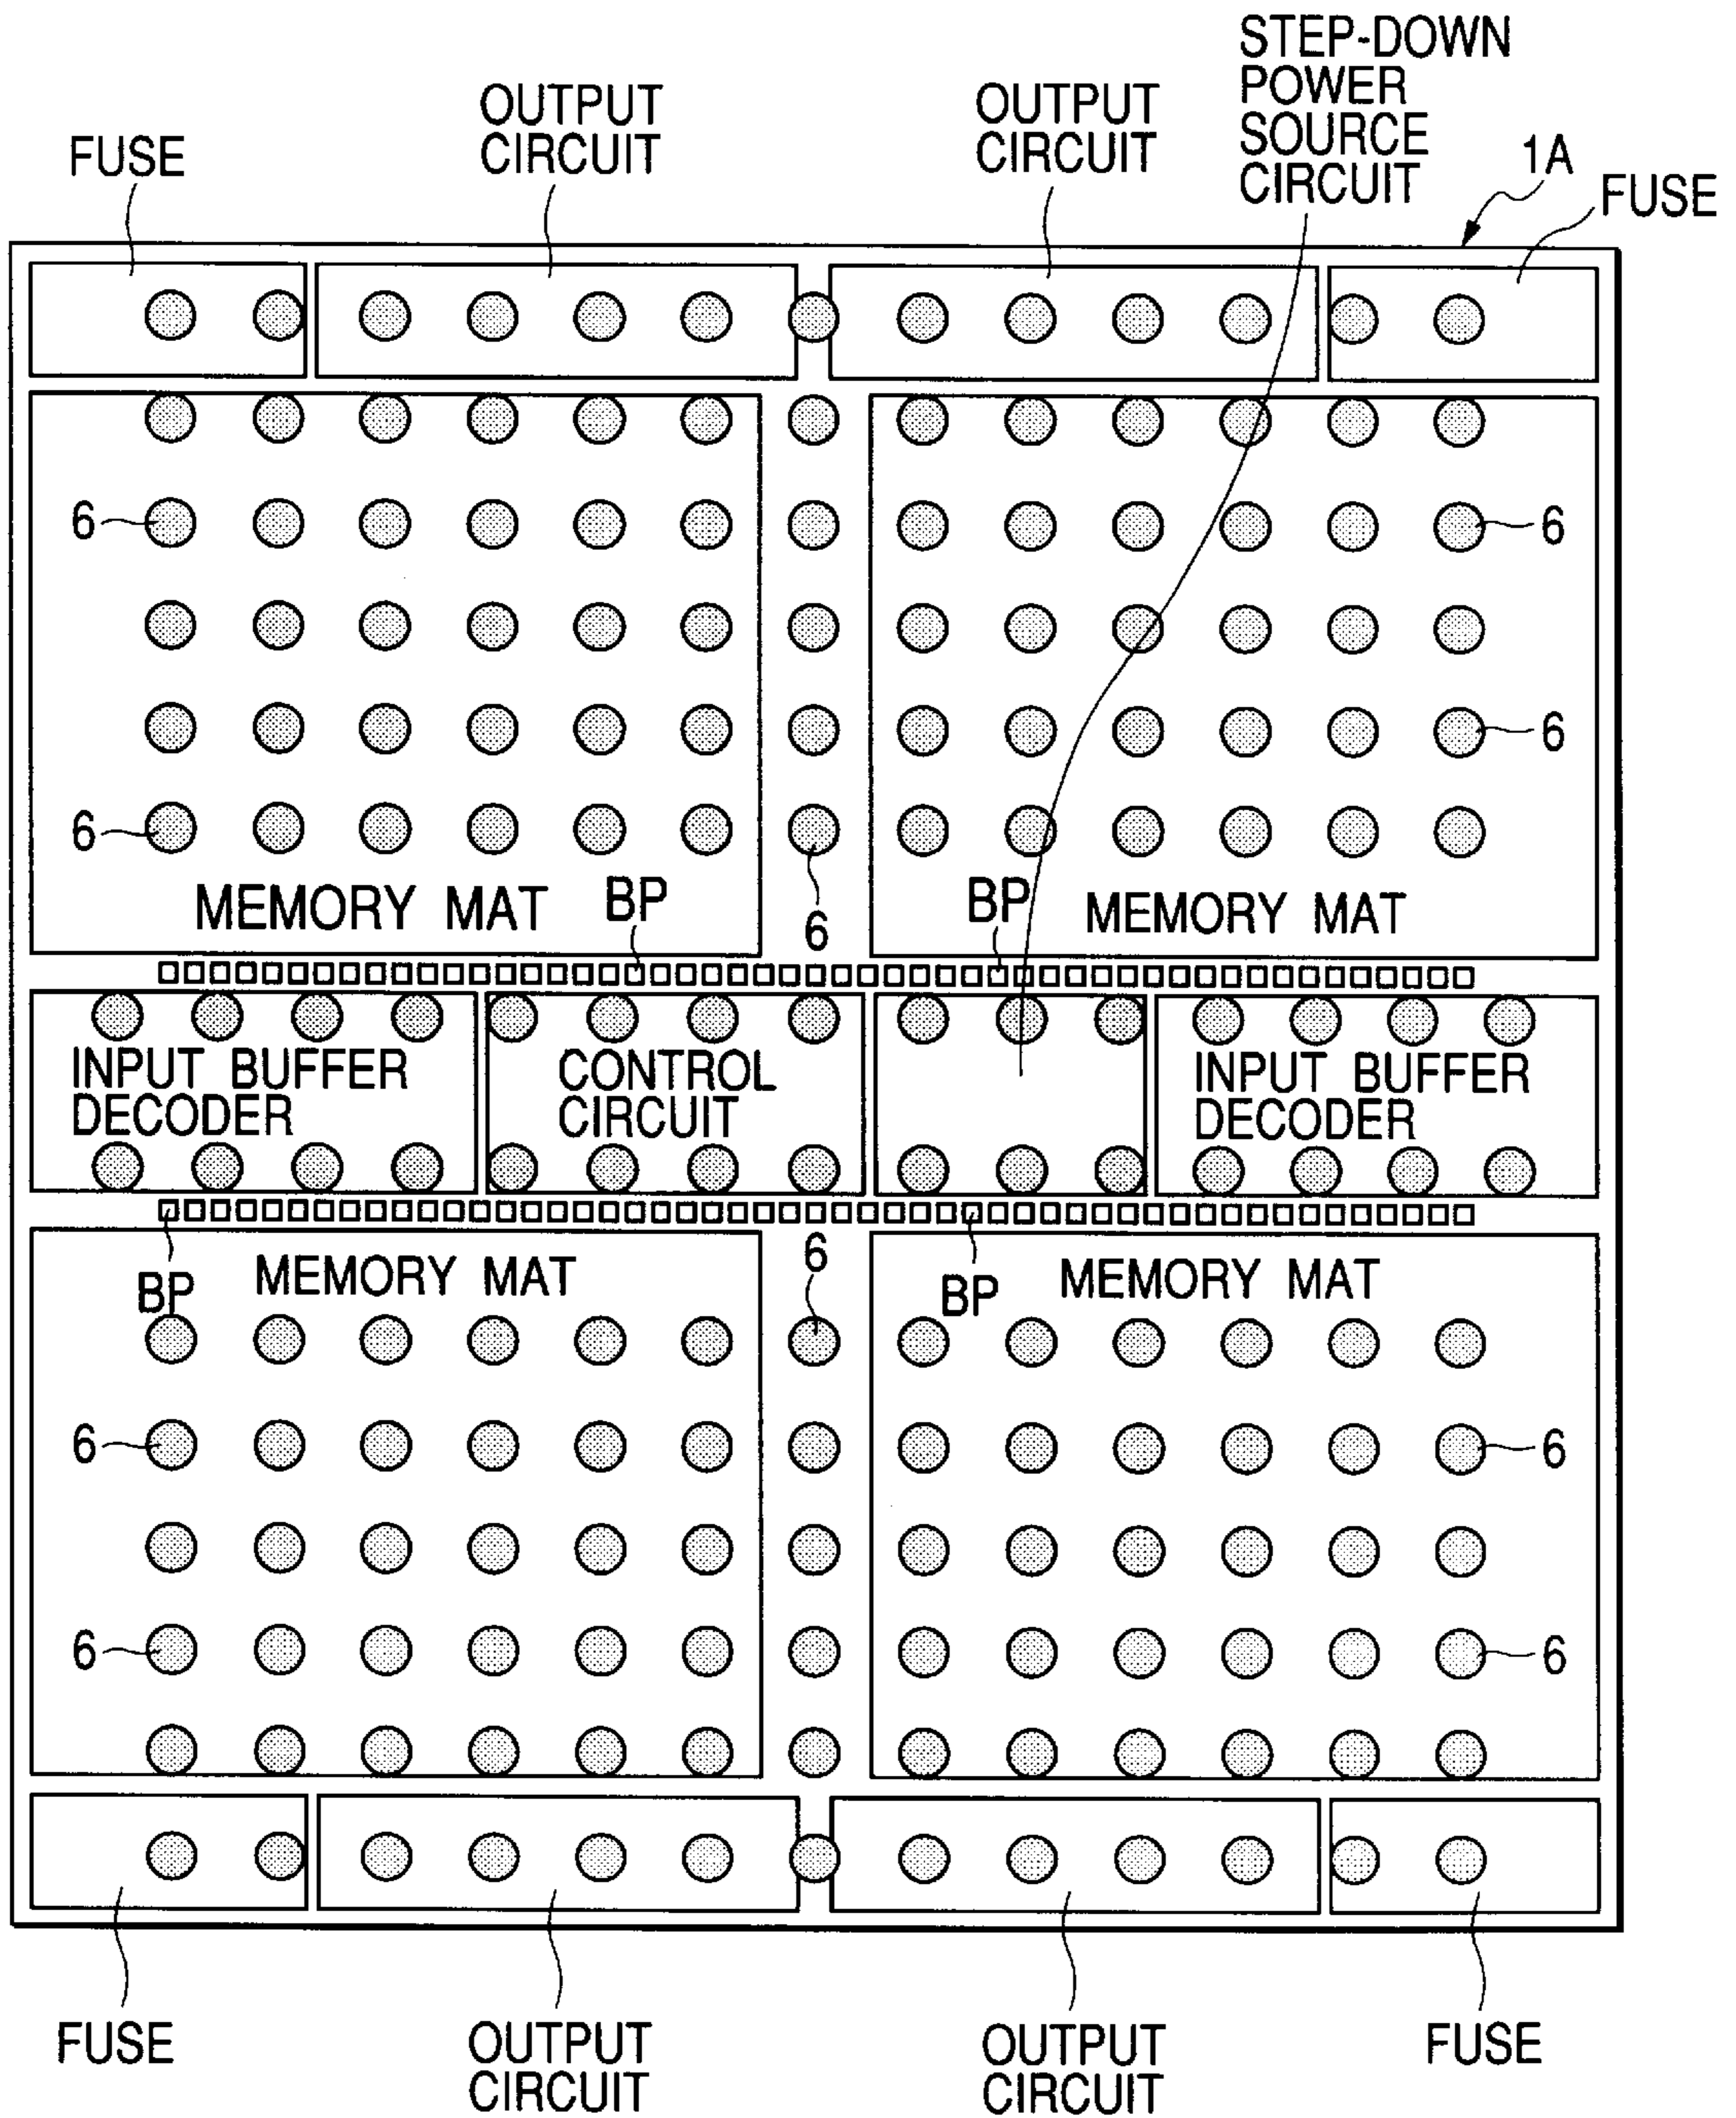 STEP-DOWN
POWER
SOURCE
CIRCUIT
OUTPUT
CIRCUIT
OUTPUT
CIRCUIT
FUSE
1A
FUSE
6
6
6
6
MEMORY MAT
BP
6
BP
MEMORY MAT
INPUT BUFFER
DECODER
CONTROL
CIRCUIT
INPUT BUFFER
DECODER
BP
MEMORY MAT
6
BP
MEMORY MAT
6
6
6
6
FUSE
OUTPUT
CIRCUIT
OUTPUT
CIRCUIT
FUSE